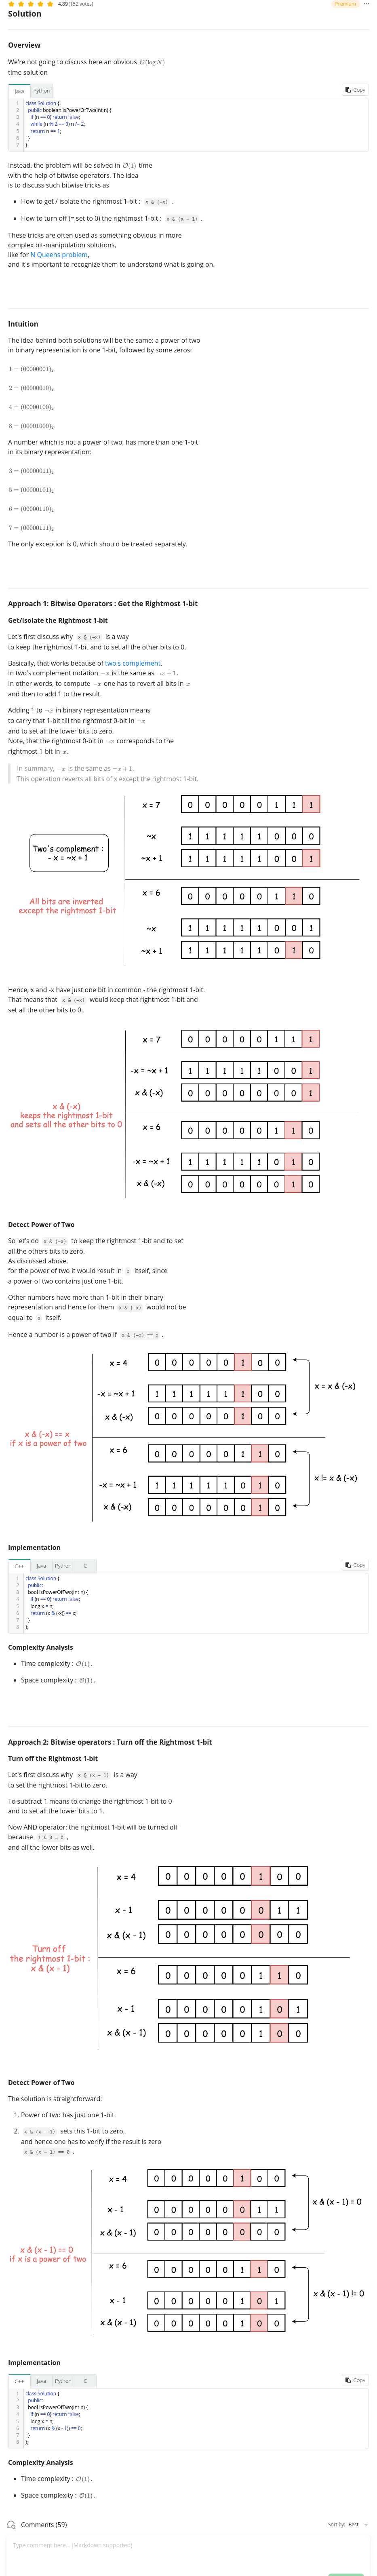 4.89 (152 votes)
Premium
Solution
Overview
We're not going to discuss here an obvious O(log N)
time solution
Java Python
Copy
1 class Solution {
2 public boolean isPowerOfTwo(int n) {
3 if (n == 0) return false;
4 while (n % 2 == 0) n /= 2;
5 return n == 1;
6 }
7 }
Instead, the problem will be solved in O(1) time
with the help of bitwise operators. The idea
is to discuss such bitwise tricks as
• How to get / isolate the rightmost 1-bit : x & (-x) .
• How to turn off (= set to 0) the rightmost 1-bit : x & (x - 1) .
These tricks are often used as something obvious in more
complex bit-manipulation solutions,
like for N Queens problem,
and it's important to recognize them to understand what is going on.
Intuition
The idea behind both solutions will be the same: a power of two
in binary representation is one 1-bit, followed by some zeros:
1 = (00000001)₂
2 = (00000010)₂
4 = (00000100)₂
8 = (00001000)₂
A number which is not a power of two, has more than one 1-bit
in its binary representation:
3 = (00000011)₂
5 = (00000101)₂
6 = (00000110)₂
7 = (00000111)₂
The only exception is 0, which should be treated separately.
Approach 1: Bitwise Operators : Get the Rightmost 1-bit
Get/Isolate the Rightmost 1-bit
Let's first discuss why x & (-x) is a way
to keep the rightmost 1-bit and to set all the other bits to 0.
Basically, that works because of two's complement.
In two's complement notation −x is the same as ¬x + 1.
In other words, to compute −x one has to revert all bits in x
and then to add 1 to the result.
Adding 1 to ¬x in binary representation means
to carry that 1-bit till the rightmost 0-bit in ¬x
and to set all the lower bits to zero.
Note, that the rightmost 0-bit in ¬x corresponds to the
rightmost 1-bit in x.
In summary, −x is the same as ¬x + 1.
This operation reverts all bits of x except the rightmost 1-bit.
Two's complement :
- x = ~x + 1
All bits are inverted
except the rightmost 1-bit
x = 7 0 0 0 0 0 1 1 1
~x 1 1 1 1 1 0 0 0
~x + 1 1 1 1 1 1 0 0 1
x = 6 0 0 0 0 0 1 1 0
~x 1 1 1 1 1 0 0 1
~x + 1 1 1 1 1 1 0 1 0
Hence, x and -x have just one bit in common - the rightmost 1-bit.
That means that x & (-x) would keep that rightmost 1-bit and
set all the other bits to 0.
x & (-x)
keeps the rightmost 1-bit
and sets all the other bits to 0
x = 7 0 0 0 0 0 1 1 1
-x = ~x + 1 1 1 1 1 1 0 0 1
x & (-x) 0 0 0 0 0 0 0 1
x = 6 0 0 0 0 0 1 1 0
-x = ~x + 1 1 1 1 1 1 0 1 0
x & (-x) 0 0 0 0 0 0 1 0
Detect Power of Two
So let's do x & (-x) to keep the rightmost 1-bit and to set
all the others bits to zero.
As discussed above,
for the power of two it would result in x itself, since
a power of two contains just one 1-bit.
Other numbers have more than 1-bit in their binary
representation and hence for them x & (-x) would not be
equal to x itself.
Hence a number is a power of two if x & (-x) == x .
x & (-x) == x
if x is a power of two
x = 4 0 0 0 0 0 1 0 0
-x = ~x + 1 1 1 1 1 1 1 0 0
x & (-x) 0 0 0 0 0 1 0 0
x = x & (-x)
x = 6 0 0 0 0 0 1 1 0
-x = ~x + 1 1 1 1 1 1 0 1 0
x & (-x) 0 0 0 0 0 0 1 0
x != x & (-x)
Implementation
C++ Java Python C
Copy
1 class Solution {
2 public:
3 bool isPowerOfTwo(int n) {
4 if (n == 0) return false;
5 long x = n;
6 return (x & (-x)) == x;
7 }
8 };
Complexity Analysis
• Time complexity : O(1).
• Space complexity : O(1).
Approach 2: Bitwise operators : Turn off the Rightmost 1-bit
Turn off the Rightmost 1-bit
Let's first discuss why x & (x - 1) is a way
to set the rightmost 1-bit to zero.
To subtract 1 means to change the rightmost 1-bit to 0
and to set all the lower bits to 1.
Now AND operator: the rightmost 1-bit will be turned off
because 1 & 0 = 0 ,
and all the lower bits as well.
Turn off
the rightmost 1-bit :
x & (x - 1)
x = 4 0 0 0 0 0 1 0 0
x - 1 0 0 0 0 0 0 1 1
x & (x - 1) 0 0 0 0 0 0 0 0
x = 6 0 0 0 0 0 1 1 0
x - 1 0 0 0 0 0 1 0 1
x & (x - 1) 0 0 0 0 0 1 0 0
Detect Power of Two
The solution is straightforward:
1. Power of two has just one 1-bit.
2. x & (x - 1) sets this 1-bit to zero,
and hence one has to verify if the result is zero
x & (x - 1) == 0 .
x & (x - 1) == 0
if x is a power of two
x = 4 0 0 0 0 0 1 0 0
x - 1 0 0 0 0 0 0 1 1
x & (x - 1) 0 0 0 0 0 0 0 0
x & (x - 1) = 0
x = 6 0 0 0 0 0 1 1 0
x - 1 0 0 0 0 0 1 0 1
x & (x - 1) 0 0 0 0 0 1 0 0
x & (x - 1) != 0
Implementation
C++ Java Python C
Copy
1 class Solution {
2 public:
3 bool isPowerOfTwo(int n) {
4 if (n == 0) return false;
5 long x = n;
6 return (x & (x - 1)) == 0;
7 }
8 };
Complexity Analysis
• Time complexity : O(1).
• Space complexity : O(1).
Comments (59)
Sort by: Best
Type comment here... (Markdown supported)